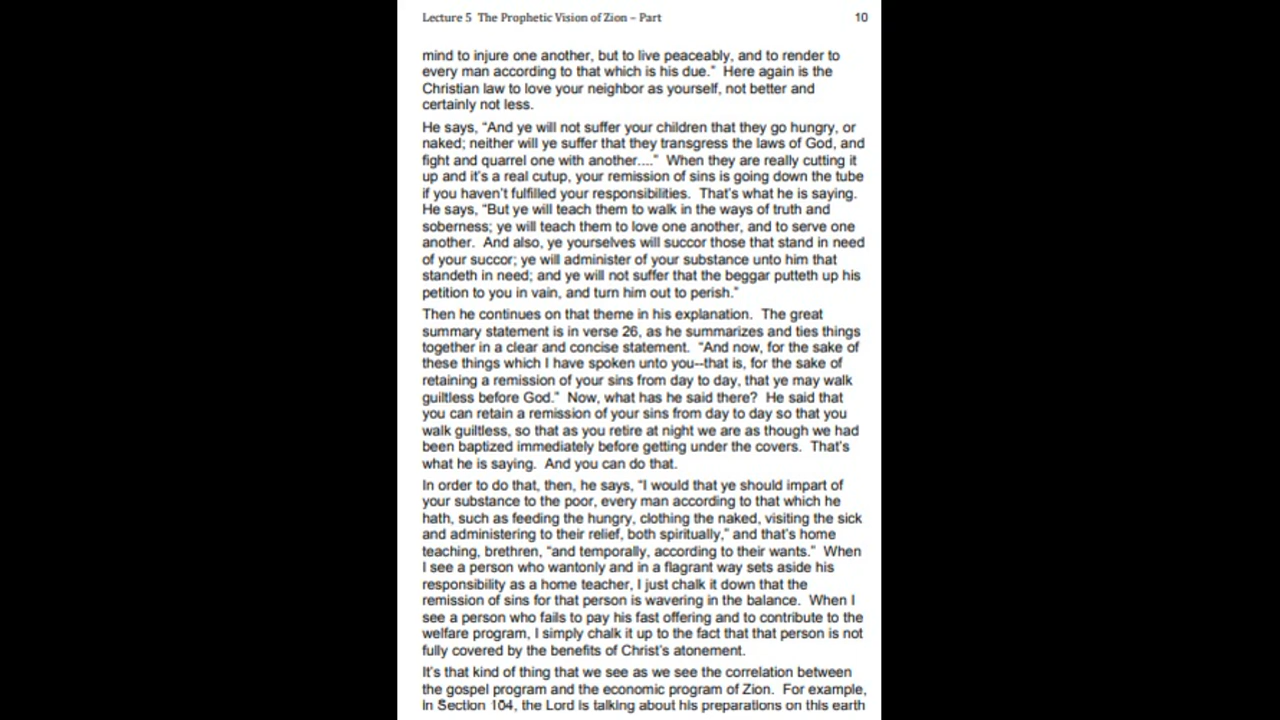 Lecture 5 The Prophetic Vision of Zion – Part 10
mind to injure one another, but to live peaceably, and to render to
every man according to that which is his due." Here again is the
Christian law to love your neighbor as yourself, not better and
certainly not less.
He says, "And ye will not suffer your children that they go hungry, or
naked; neither will ye suffer that they transgress the laws of God, and
fight and quarrel one with another...." When they are really cutting it
up and it's a real cutup, your remission of sins is going down the tube
if you haven't fulfilled your responsibilities. That's what he is saying.
He says, "But ye will teach them to walk in the ways of truth and
soberness; ye will teach them to love one another, and to serve one
another. And also, ye yourselves will succor those that stand in need
of your succor; ye will administer of your substance unto him that
standeth in need; and ye will not suffer that the beggar putteth up his
petition to you in vain, and turn him out to perish."
Then he continues on that theme in his explanation. The great
summary statement is in verse 26, as he summarizes and ties things
together in a clear and concise statement. "And now, for the sake of
these things which I have spoken unto you--that is, for the sake of
retaining a remission of your sins from day to day, that ye may walk
guiltless before God." Now, what has he said there? He said that
you can retain a remission of your sins from day to day so that you
walk guiltless, so that as you retire at night we are as though we had
been baptized immediately before getting under the covers. That's
what he is saying. And you can do that.
In order to do that, then, he says, "I would that ye should impart of
your substance to the poor, every man according to that which he
hath, such as feeding the hungry, clothing the naked, visiting the sick
and administering to their relief, both spiritually," and that's home
teaching, brethren, "and temporally, according to their wants." When
I see a person who wantonly and in a flagrant way sets aside his
responsibility as a home teacher, I just chalk it down that the
remission of sins for that person is wavering in the balance. When I
see a person who fails to pay his fast offering and to contribute to the
welfare program, I simply chalk it up to the fact that that person is not
fully covered by the benefits of Christ's atonement.
It's that kind of thing that we see as we see the correlation between
the gospel program and the economic program of Zion. For example,
in Section 104, the Lord is talking about his preparations on this earth